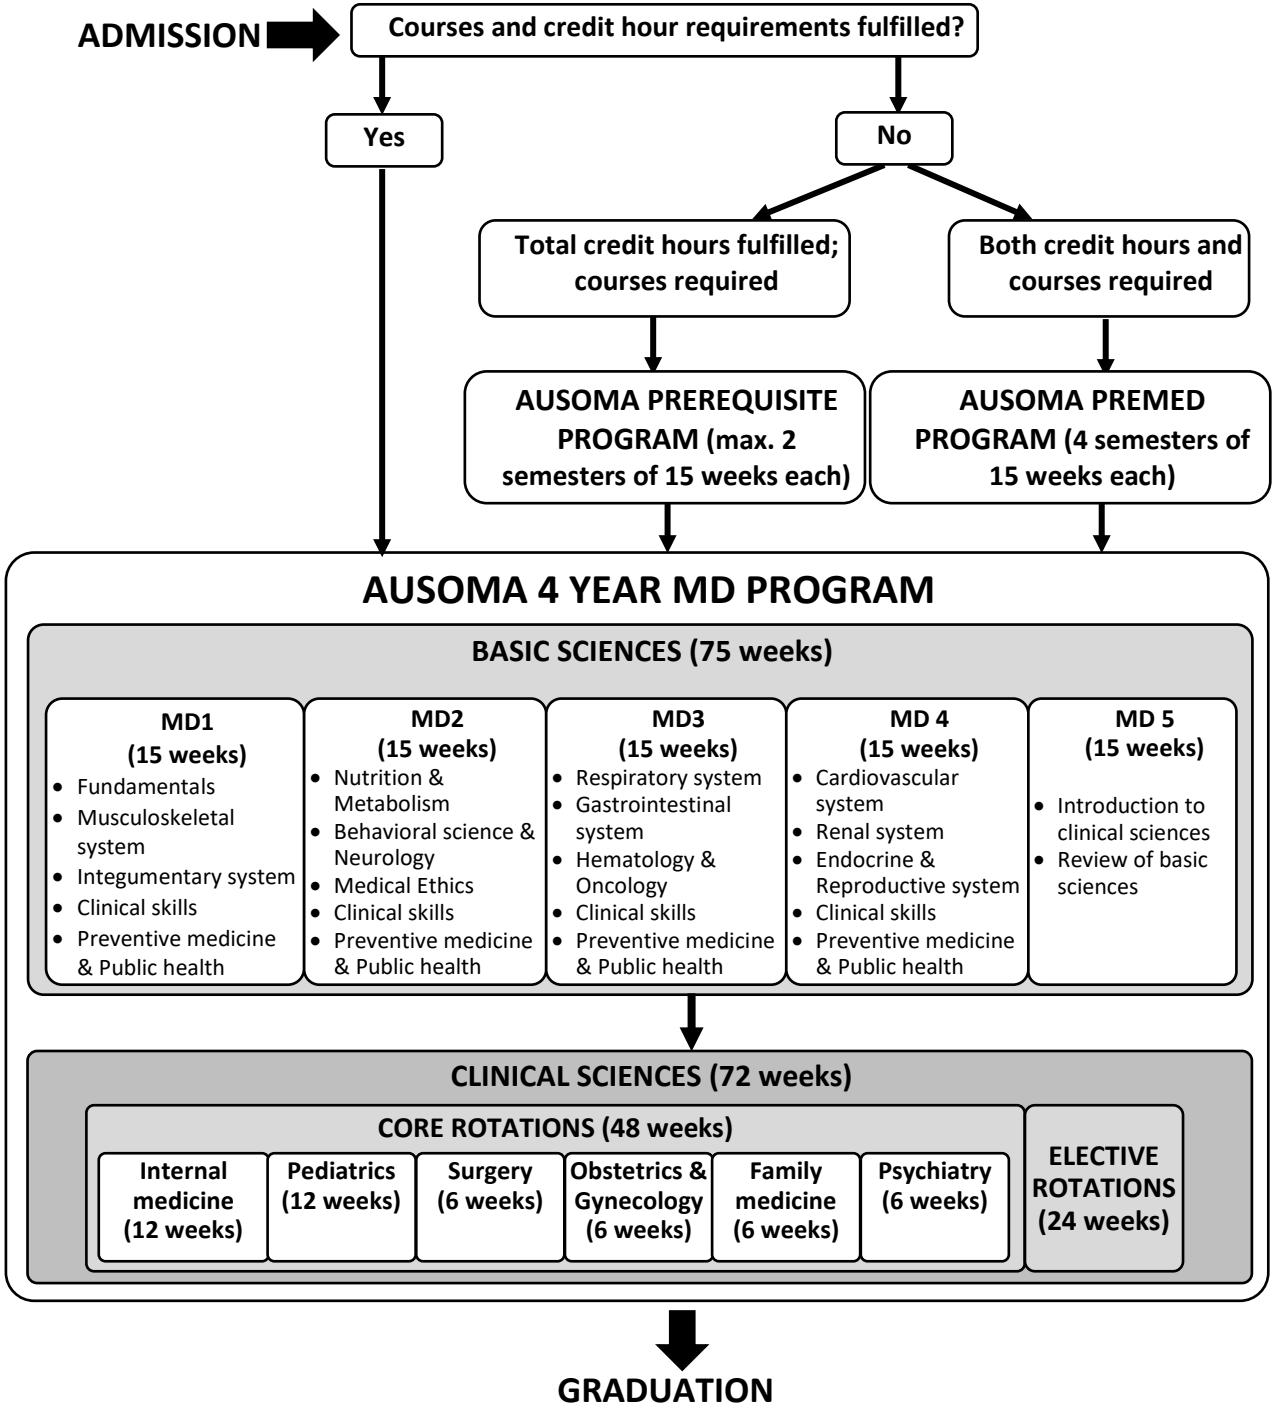 ADMISSION
Courses and credit hour requirements fulfilled?
Yes
No
Total credit hours fulfilled;
courses required
Both credit hours and
courses required
AUSOMA PREREQUISITE
PROGRAM (max. 2
semesters of 15 weeks each)
AUSOMA PREMED
PROGRAM (4 semesters of
15 weeks each)
AUSOMA 4 YEAR MD PROGRAM
BASIC SCIENCES (75 weeks)
MD1
(15 weeks)
• Fundamentals
• Musculoskeletal
system
• Integumentary system
• Clinical skills
• Preventive medicine
& Public health
MD2
(15 weeks)
• Nutrition &
Metabolism
• Behavioral science &
Neurology
• Medical Ethics
• Clinical skills
• Preventive medicine
& Public health
MD3
(15 weeks)
• Respiratory system
• Gastrointestinal
system
• Hematology &
Oncology
• Clinical skills
• Preventive medicine
& Public health
MD 4
(15 weeks)
• Cardiovascular
system
• Renal system
• Endocrine &
Reproductive system
• Clinical skills
• Preventive medicine
& Public health
MD 5
(15 weeks)
• Introduction to
clinical sciences
• Review of basic
sciences
CLINICAL SCIENCES (72 weeks)
CORE ROTATIONS (48 weeks)
Internal
medicine
(12 weeks)
Pediatrics
(12 weeks)
Surgery
(6 weeks)
Obstetrics &
Gynecology
(6 weeks)
Family
medicine
(6 weeks)
Psychiatry
(6 weeks)
ELECTIVE
ROTATIONS
(24 weeks)
GRADUATION